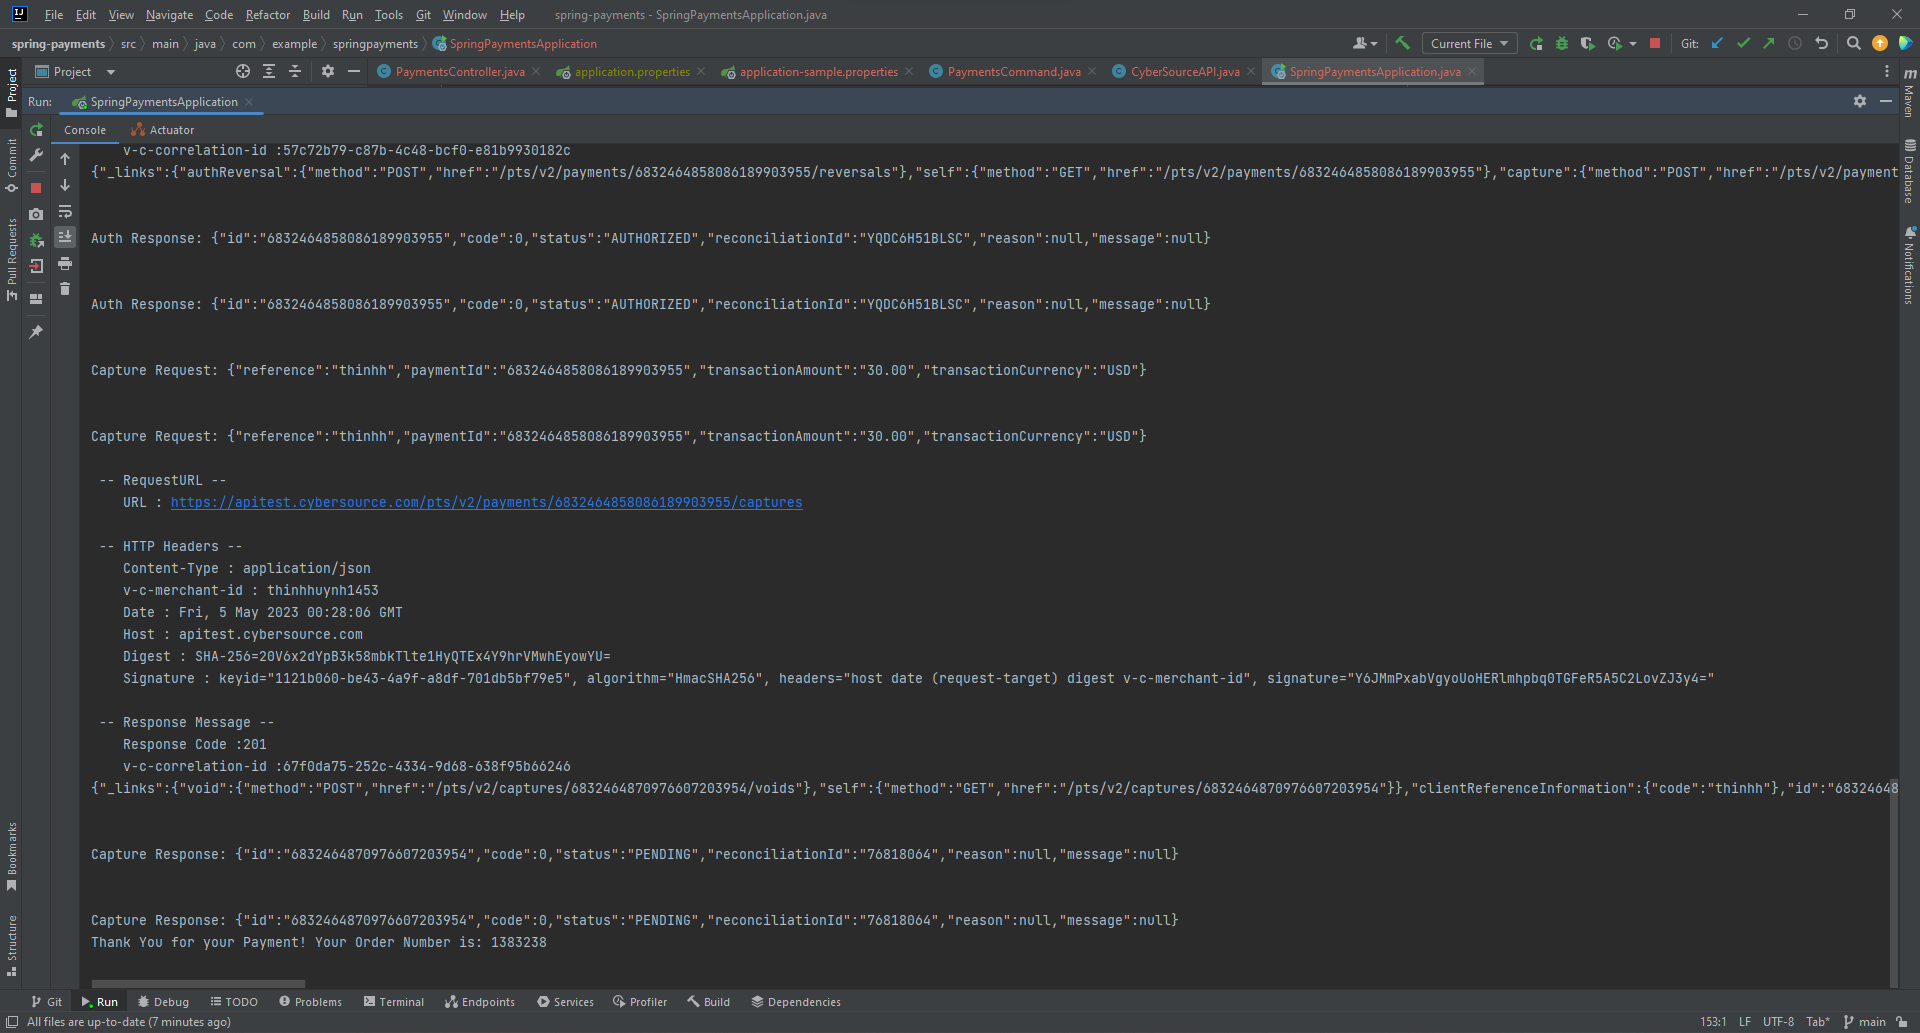 File Edit View Navigate Code Refactor Build Run Tools Git Window Help spring-payments - SpringPaymentsApplication.java
spring-payments src main java com example springpayments SpringPaymentsApplication Current File Git:
Project PaymentsController.java application.properties application-sample.properties PaymentsCommand.java CyberSourceAPI.java SpringPaymentsApplication.java
Run: SpringPaymentsApplication
Console Actuator
v-c-correlation-id :57c72b79-c87b-4c48-bcf0-e81b9930182c
{"_links":{"authReversal":{"method":"POST","href":"/pts/v2/payments/6832464858086189903955/reversals"},"self":{"method":"GET","href":"/pts/v2/payments/6832464858086189903955"},"capture":{"method":"POST","href":"/pts/v2/payment
Auth Response: {"id":"6832464858086189903955","code":0,"status":"AUTHORIZED","reconciliationId":"YQDC6H51BLSC","reason":null,"message":null}
Auth Response: {"id":"6832464858086189903955","code":0,"status":"AUTHORIZED","reconciliationId":"YQDC6H51BLSC","reason":null,"message":null}
Capture Request: {"reference":"thinhh","paymentId":"6832464858086189903955","transactionAmount":"30.00","transactionCurrency":"USD"}
Capture Request: {"reference":"thinhh","paymentId":"6832464858086189903955","transactionAmount":"30.00","transactionCurrency":"USD"}
-- RequestURL --
URL : https://apitest.cybersource.com/pts/v2/payments/6832464858086189903955/captures
-- HTTP Headers --
Content-Type : application/json
v-c-merchant-id : thinhhuynh1453
Date : Fri, 5 May 2023 00:28:06 GMT
Host : apitest.cybersource.com
Digest : SHA-256=20V6x2dYpB3k58mbkTlte1HyQTEx4Y9hrVMwhEyowYU=
Signature : keyid="1121b060-be43-4a9f-a8df-701db5bf79e5", algorithm="HmacSHA256", headers="host date (request-target) digest v-c-merchant-id", signature="Y6JMmPxabVgyoUoHERlmhpbq0TGFeR5A5C2LovZJ3y4="
-- Response Message --
Response Code :201
v-c-correlation-id :67f0da75-252c-4334-9d68-638f95b66246
{"_links":{"void":{"method":"POST","href":"/pts/v2/captures/6832464870976607203954/voids"},"self":{"method":"GET","href":"/pts/v2/captures/6832464870976607203954"}},"clientReferenceInformation":{"code":"thinhh"},"id":"68324648
Capture Response: {"id":"6832464870976607203954","code":0,"status":"PENDING","reconciliationId":"76818064","reason":null,"message":null}
Capture Response: {"id":"6832464870976607203954","code":0,"status":"PENDING","reconciliationId":"76818064","reason":null,"message":null}
Thank You for your Payment! Your Order Number is: 1383238
Project
Commit
Pull Requests
Bookmarks
Structure
Maven
Database
Notifications
Git Run Debug TODO Problems Terminal Endpoints Services Profiler Build Dependencies
All files are up-to-date (7 minutes ago) 153:1 LF UTF-8 Tab* main